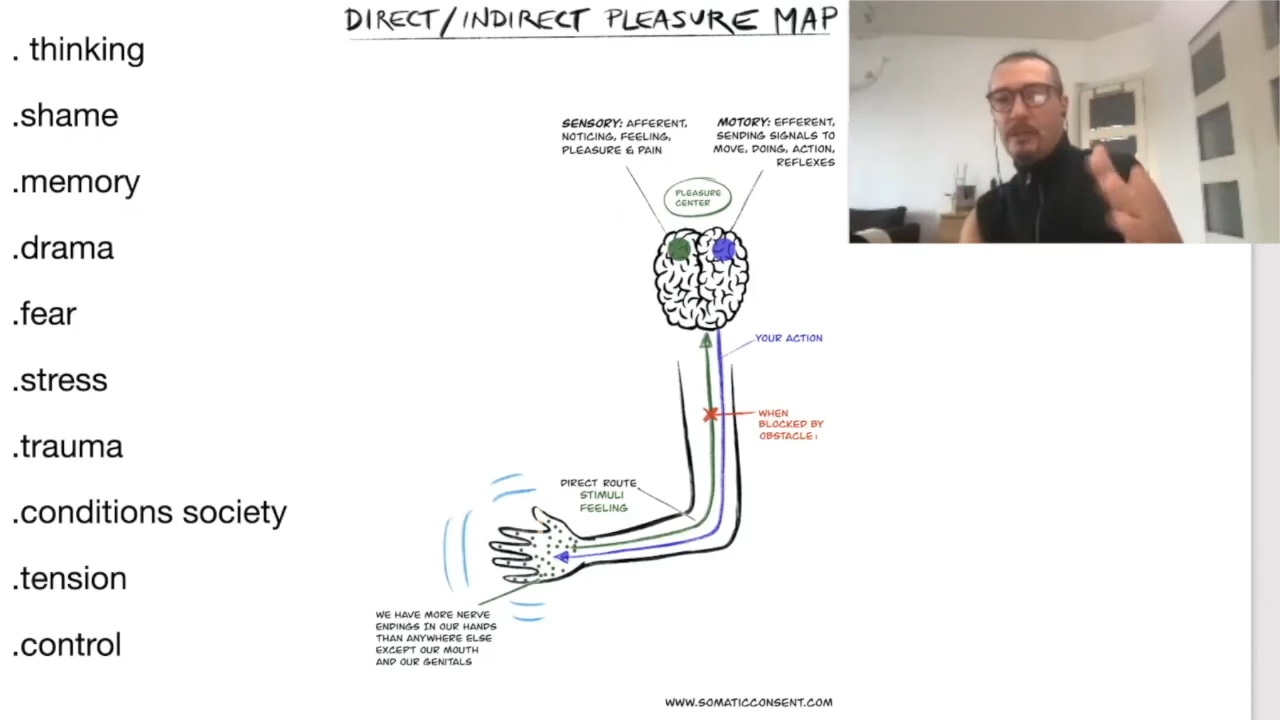 DIRECT/INDIRECT PLEASURE MAP
. thinking
.shame
.memory
.drama
.fear
.stress
.trauma
.conditions society
.tension
.control
SENSORY: AFFERENT,
NOTICING, FEELING,
PLEASURE & PAIN
MOTORY: EFFERENT,
SENDING SIGNALS TO
MOVE, DOING, ACTION,
REFLEXES
PLEASURE
CENTER
YOUR ACTION
WHEN
BLOCKED BY
OBSTACLE:
DIRECT ROUTE
STIMULI
FEELING
WE HAVE MORE NERVE
ENDINGS IN OUR HANDS
THAN ANYWHERE ELSE
EXCEPT OUR MOUTH
AND OUR GENITALS
WWW.SOMATICCONSENT.COM